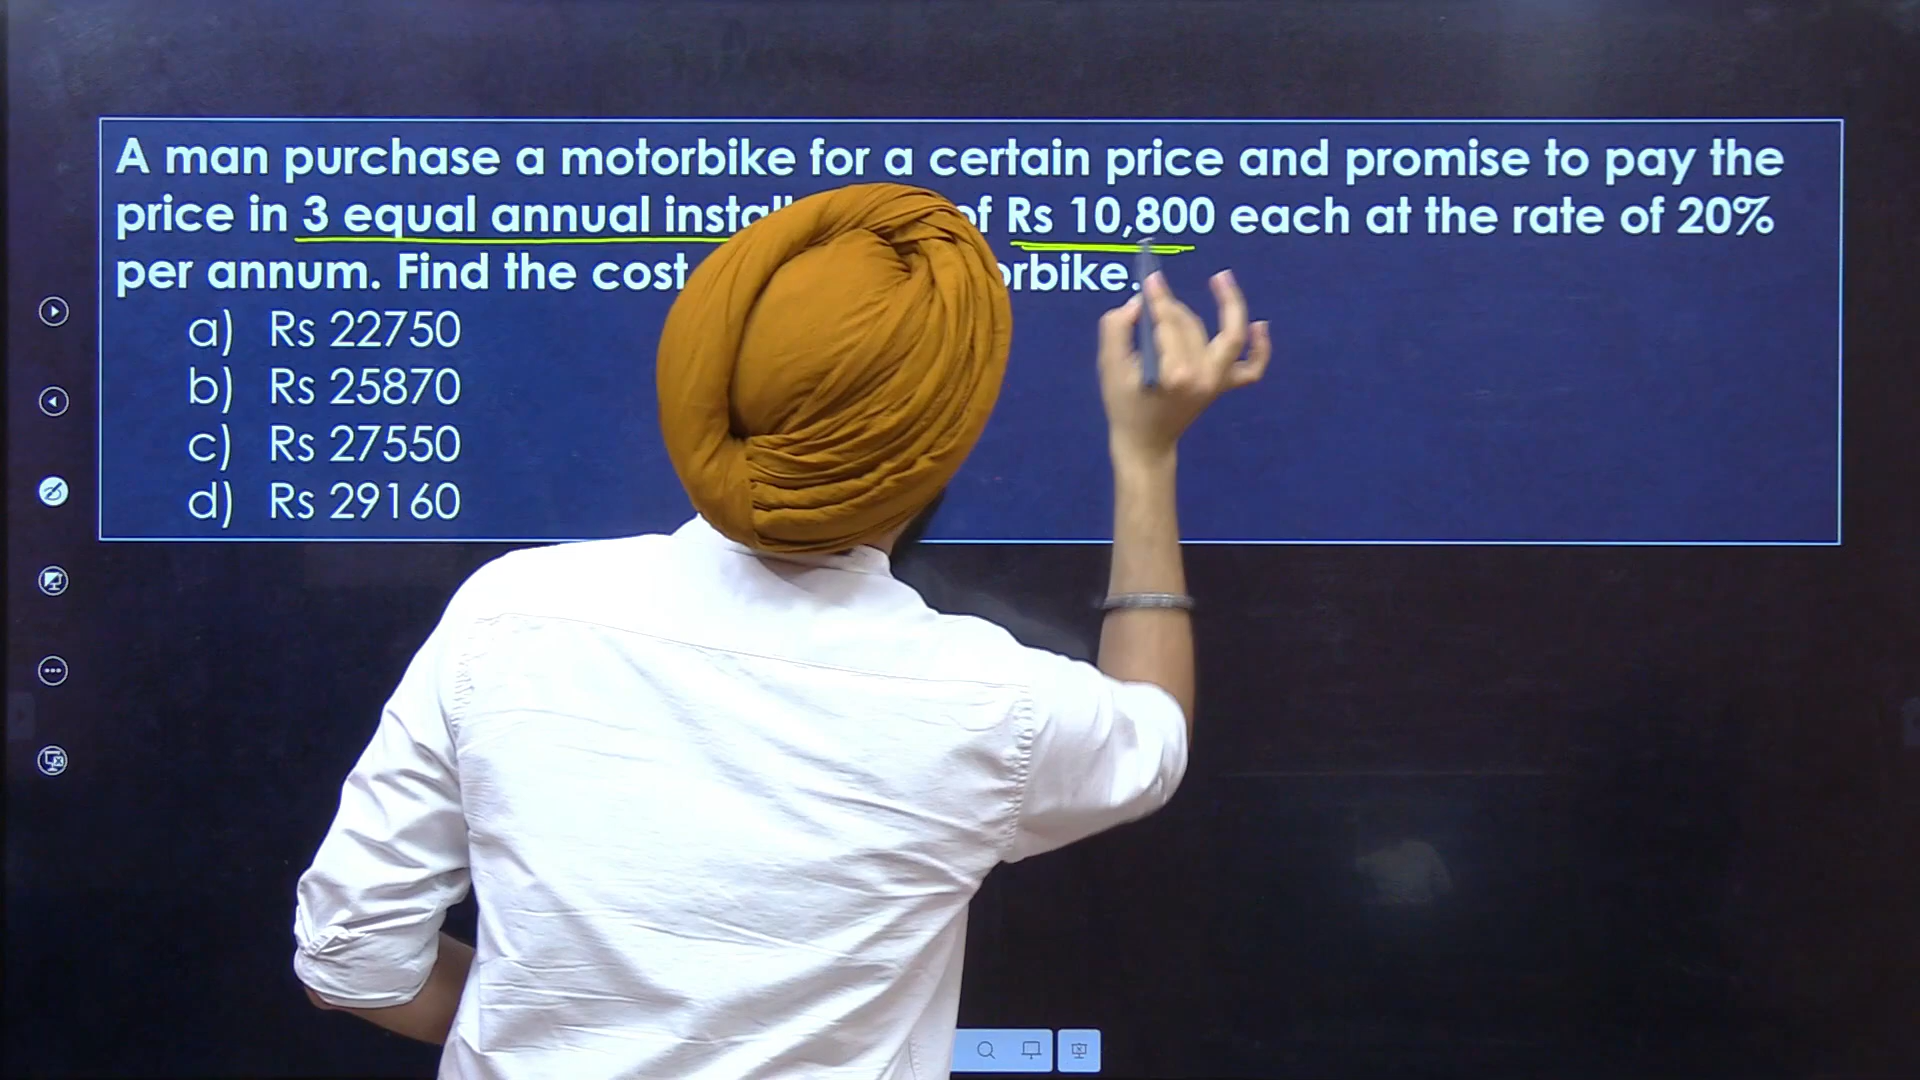 A man purchase a motorbike for a certain price and promise to pay the
price in 3 equal annual of Rs 10,800 each at the rate of 20%
per annum. Find the cost
a) Rs 22750
b) Rs 25870
c) Rs 27550
d) Rs 29160